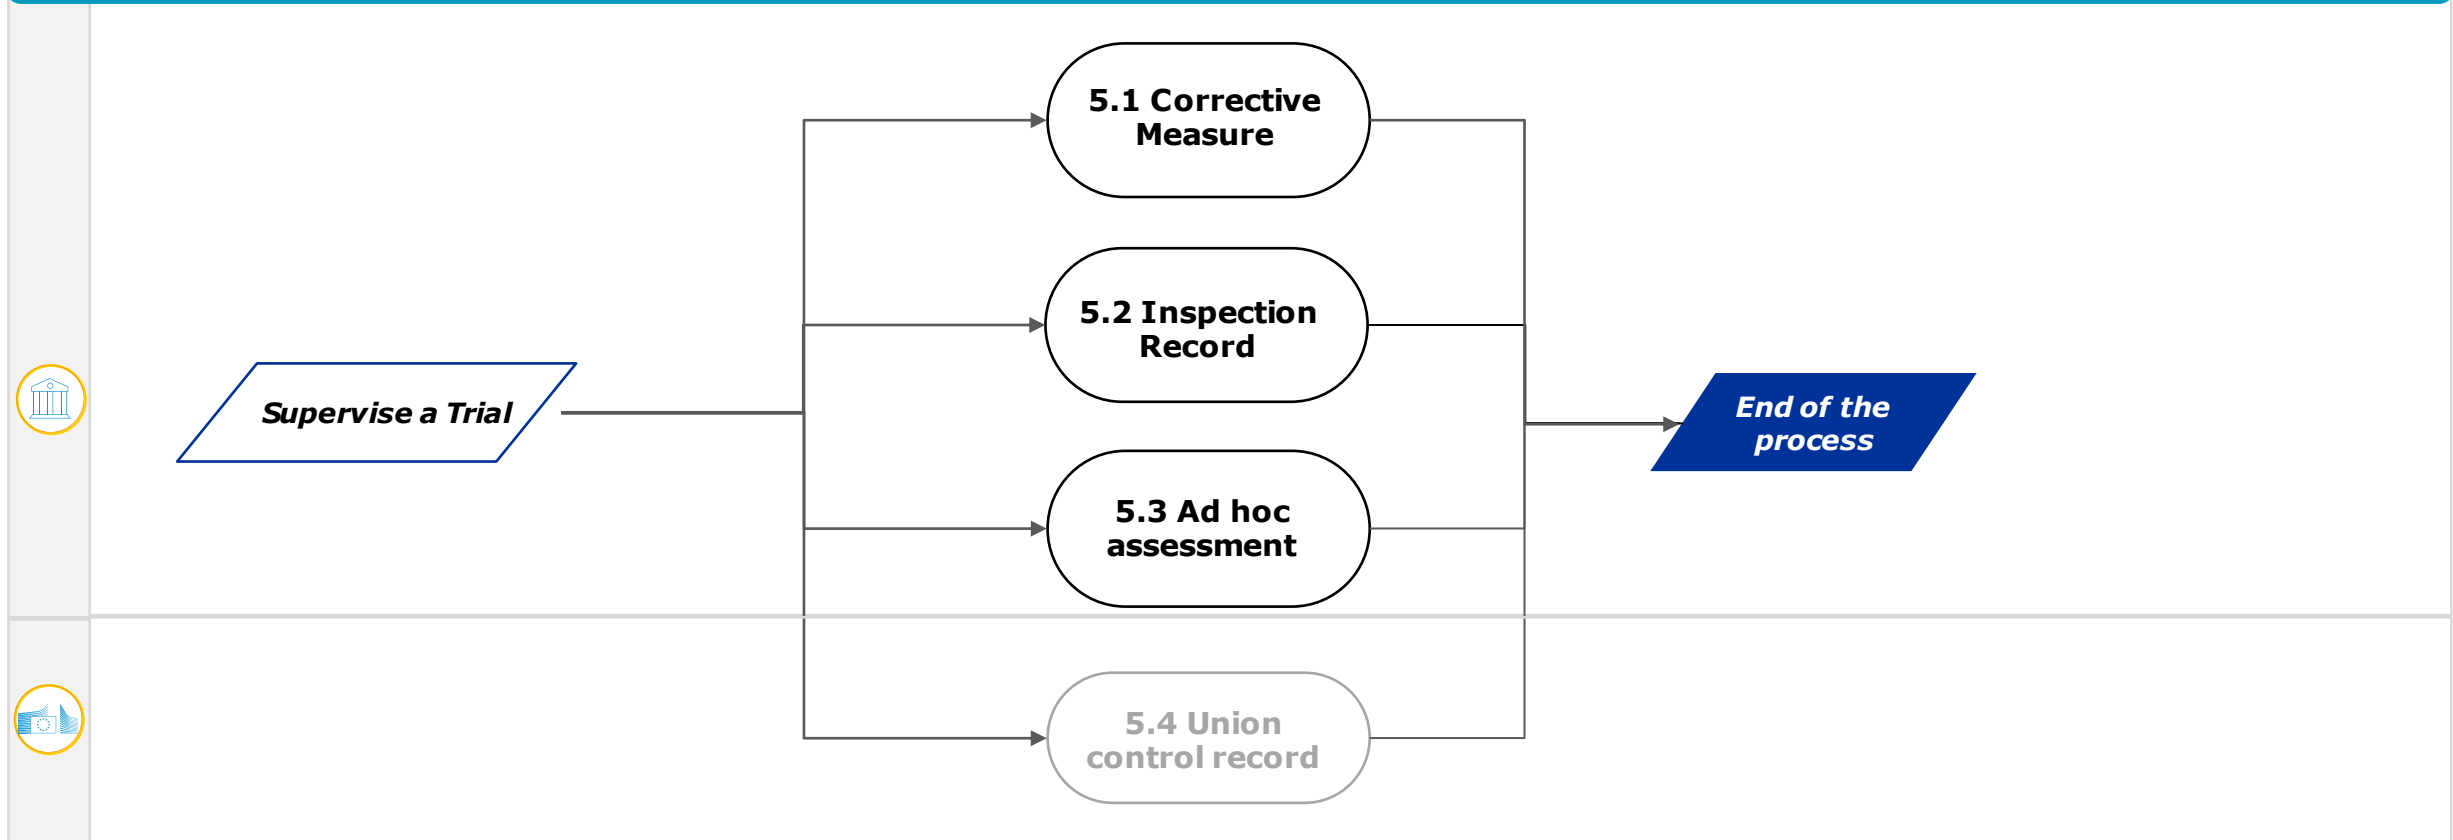 5.1 Corrective
Measure
5.2 Inspection
Record
Supervise a Trial
End of the
process
5.3 Ad hoc
assessment
5.4 Union
control record